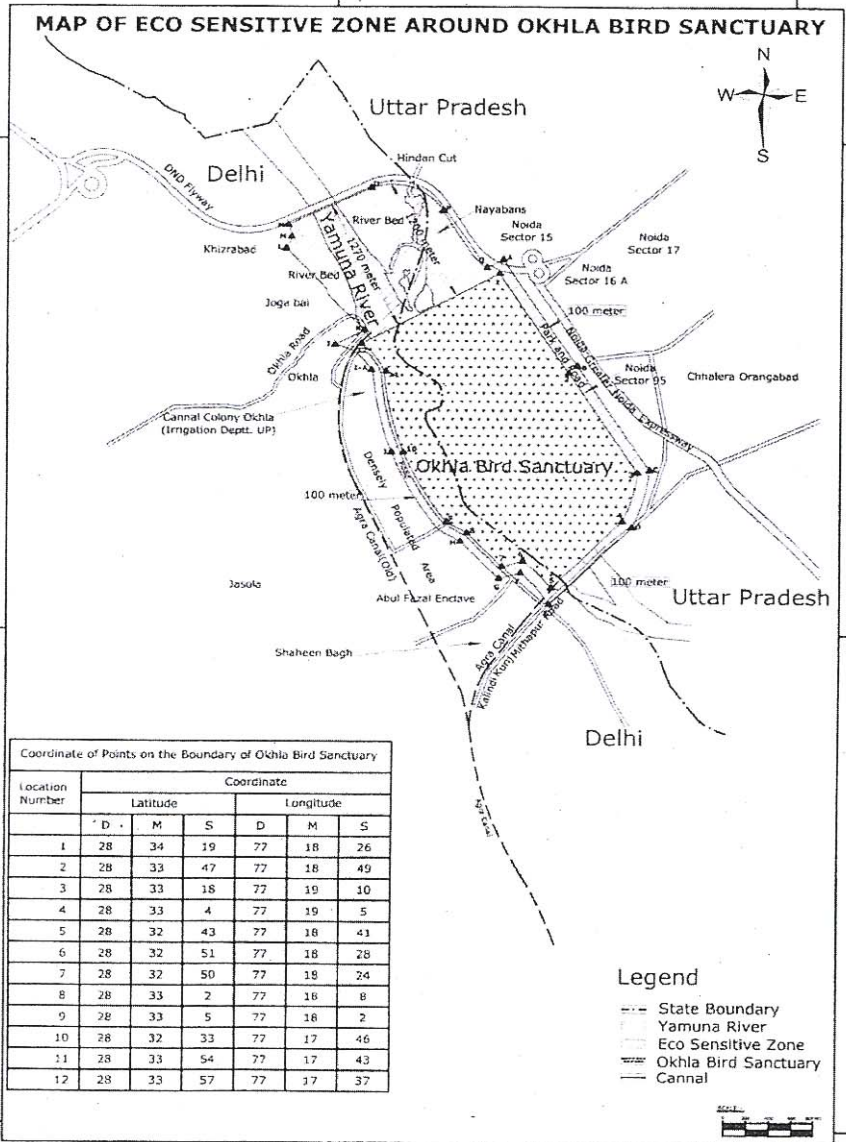 MAP OF ECO SENSITIVE ZONE AROUND OKHLA BIRD SANCTUARY
N
W E
S
Uttar Pradesh
Hindan Cut
Delhi
DND Flyway
Nayabans
River Bed
1200 meter
Noida
Sector 15
Noida
Sector 17
Khizrabad
Yamuna River
1270 meter
Noida
Sector 16 A
River Bed
Joga bai
100 meter
Okhla Road
Park and Road
Noida-Greater Noida Expressway
Okhla
Noida
Sector 95
Chhalera Orangabad
Cannal Colony Okhla
(Irrigation Deptt. UP)
Okhla Bird Sanctuary
Densely Populated Area
100 meter
Agra Canal(Old)
Jasola
100 meter
Abul Fazal Enclave
Uttar Pradesh
Shaheen Bagh
Agra Canal
Kalindi Kunj Mithapur Road
Delhi
Agra Canal
Coordinate of Points on the Boundary of Okhla Bird Sanctuary
Location Number Coordinate
Latitude Longitude
D M S D M S
1 28 34 19 77 18 26
2 28 33 47 77 18 49
3 28 33 18 77 19 10
4 28 33 4 77 19 5
5 28 32 43 77 18 41
6 28 32 51 77 18 28
7 28 32 50 77 18 24
8 28 33 2 77 18 8
9 28 33 5 77 18 2
10 28 32 33 77 17 46
11 28 33 54 77 17 43
12 28 33 57 77 17 37
Legend
State Boundary
Yamuna River
Eco Sensitive Zone
Okhla Bird Sanctuary
Cannal